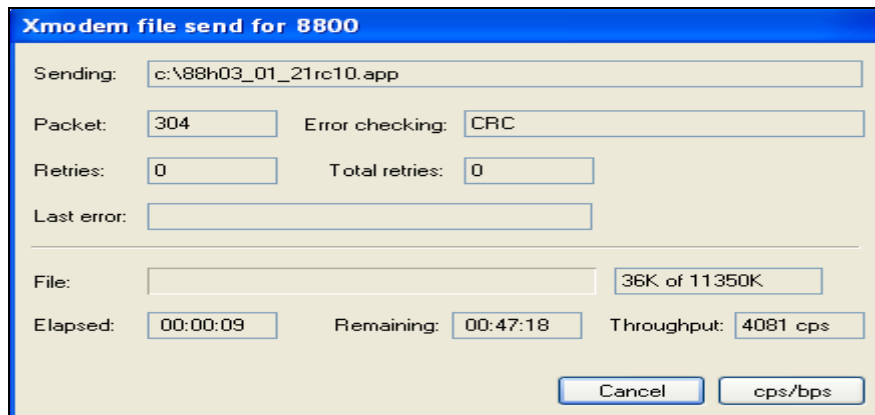 Xmodem file send for 8800
Sending: c:\88h03_01_21rc10.app
Packet: 304 Error checking: CRC
Retries: 0 Total retries: 0
Last error:
File: 36K of 11350K
Elapsed: 00:00:09 Remaining: 00:47:18 Throughput: 4081 cps
Cancel cps/bps